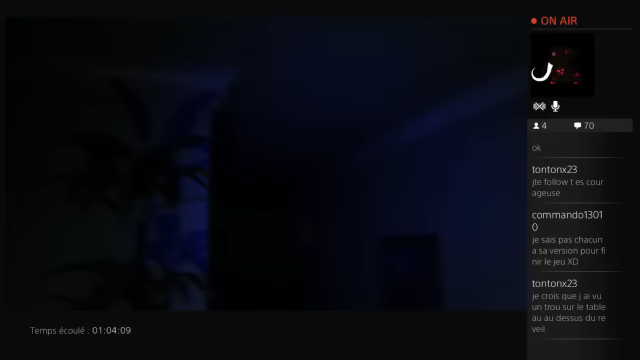 ON AIR
4 70
ok
tontonx23
jte follow t es cour
ageuse
commando1301
0
je sais pas chacun
a sa version pour fi
nir le jeu XD
tontonx23
je crois que j ai vu
un trou sur le table
au au dessus du re
veil
Temps écoulé : 01:04:09